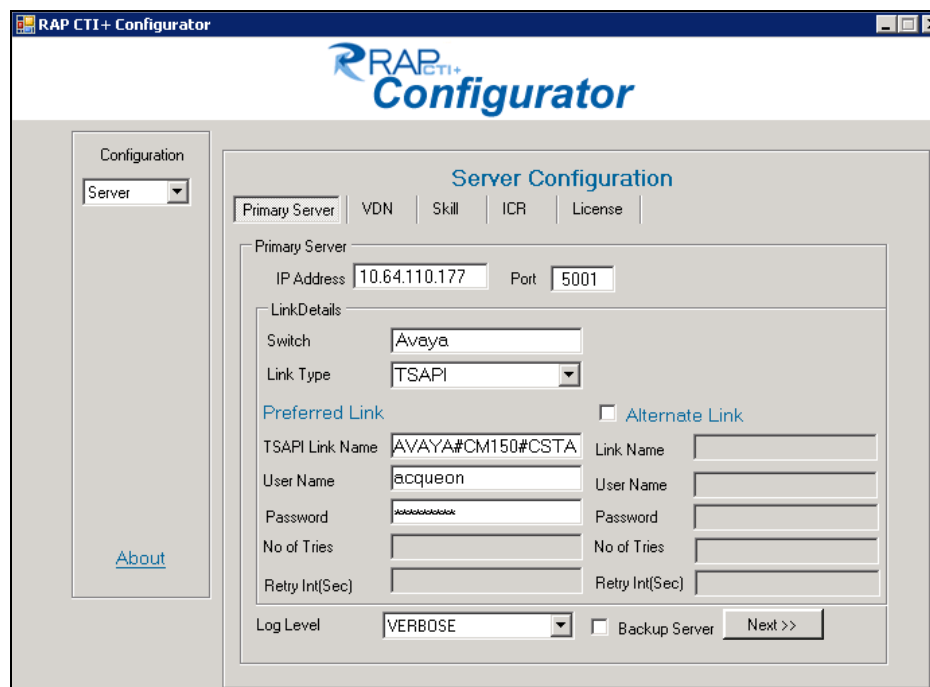 RAP CTI+ Configurator
RAP CTI+
Configurator
Configuration
Server
About
Server Configuration
Primary Server VDN Skill ICR License
Primary Server
IP Address 10.64.110.177 Port 5001
LinkDetails
Switch Avaya
Link Type TSAPI
Preferred Link Alternate Link
TSAPI Link Name AVAYA#CM150#CSTA Link Name
User Name acqueon User Name
Password ********* Password
No of Tries No of Tries
Retry Int(Sec) Retry Int(Sec)
Log Level VERBOSE Backup Server Next >>